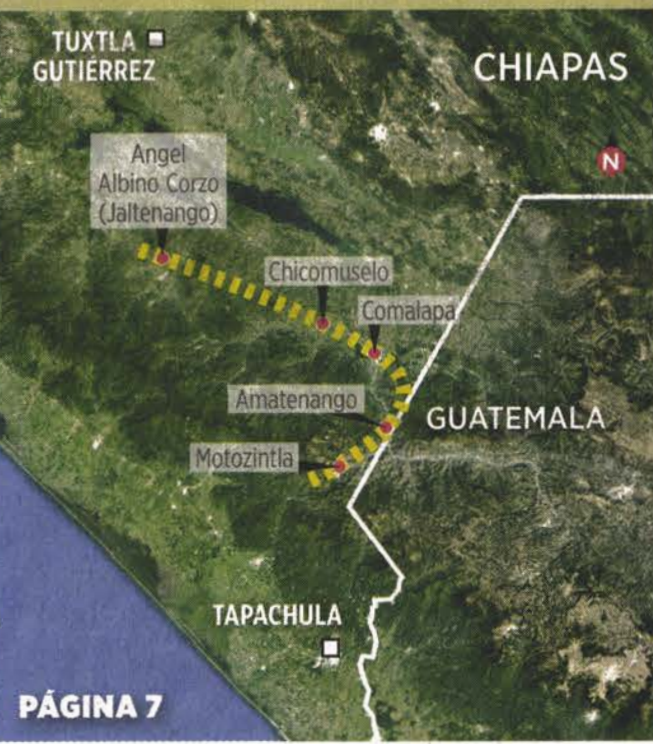 TUXTLA
GUTIÉRREZ
CHIAPAS
N
Angel
Albino Corzo
(Jaltenango)
Chicomuselo
Comalapa
Amatenango
GUATEMALA
Motozintla
TAPACHULA
PÁGINA 7